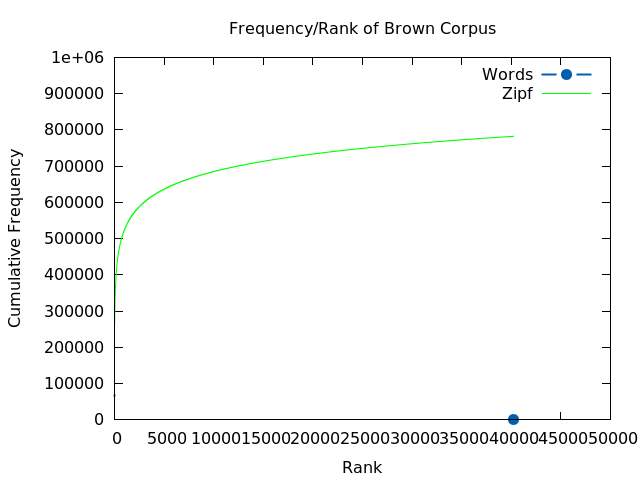 Frequency/Rank of Brown Corpus
1e+06
900000
800000
700000
600000
500000
400000
300000
200000
100000
0
Cumulative Frequency
Words
Zipf
0 5000 10000 15000 20000 25000 30000 35000 40000 45000 50000
Rank